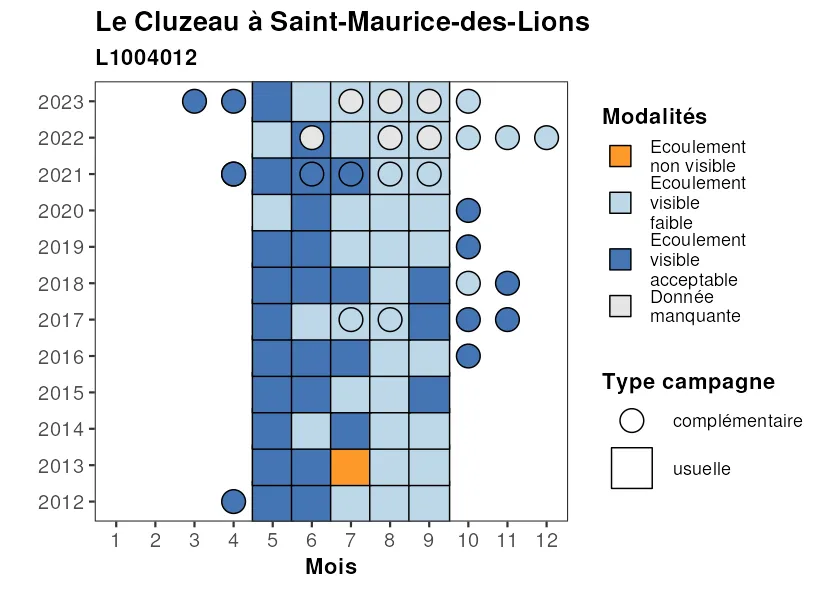 Le Cluzeau à Saint-Maurice-des-Lions
L1004012
2023
2022
2021
2020
2019
2018
2017
2016
2015
2014
2013
2012
1 2 3 4 5 6 7 8 9 10 11 12
Mois
Modalités
Ecoulement
non visible
Ecoulement
visible
faible
Ecoulement
visible
acceptable
Donnée
manquante
Type campagne
complémentaire
usuelle